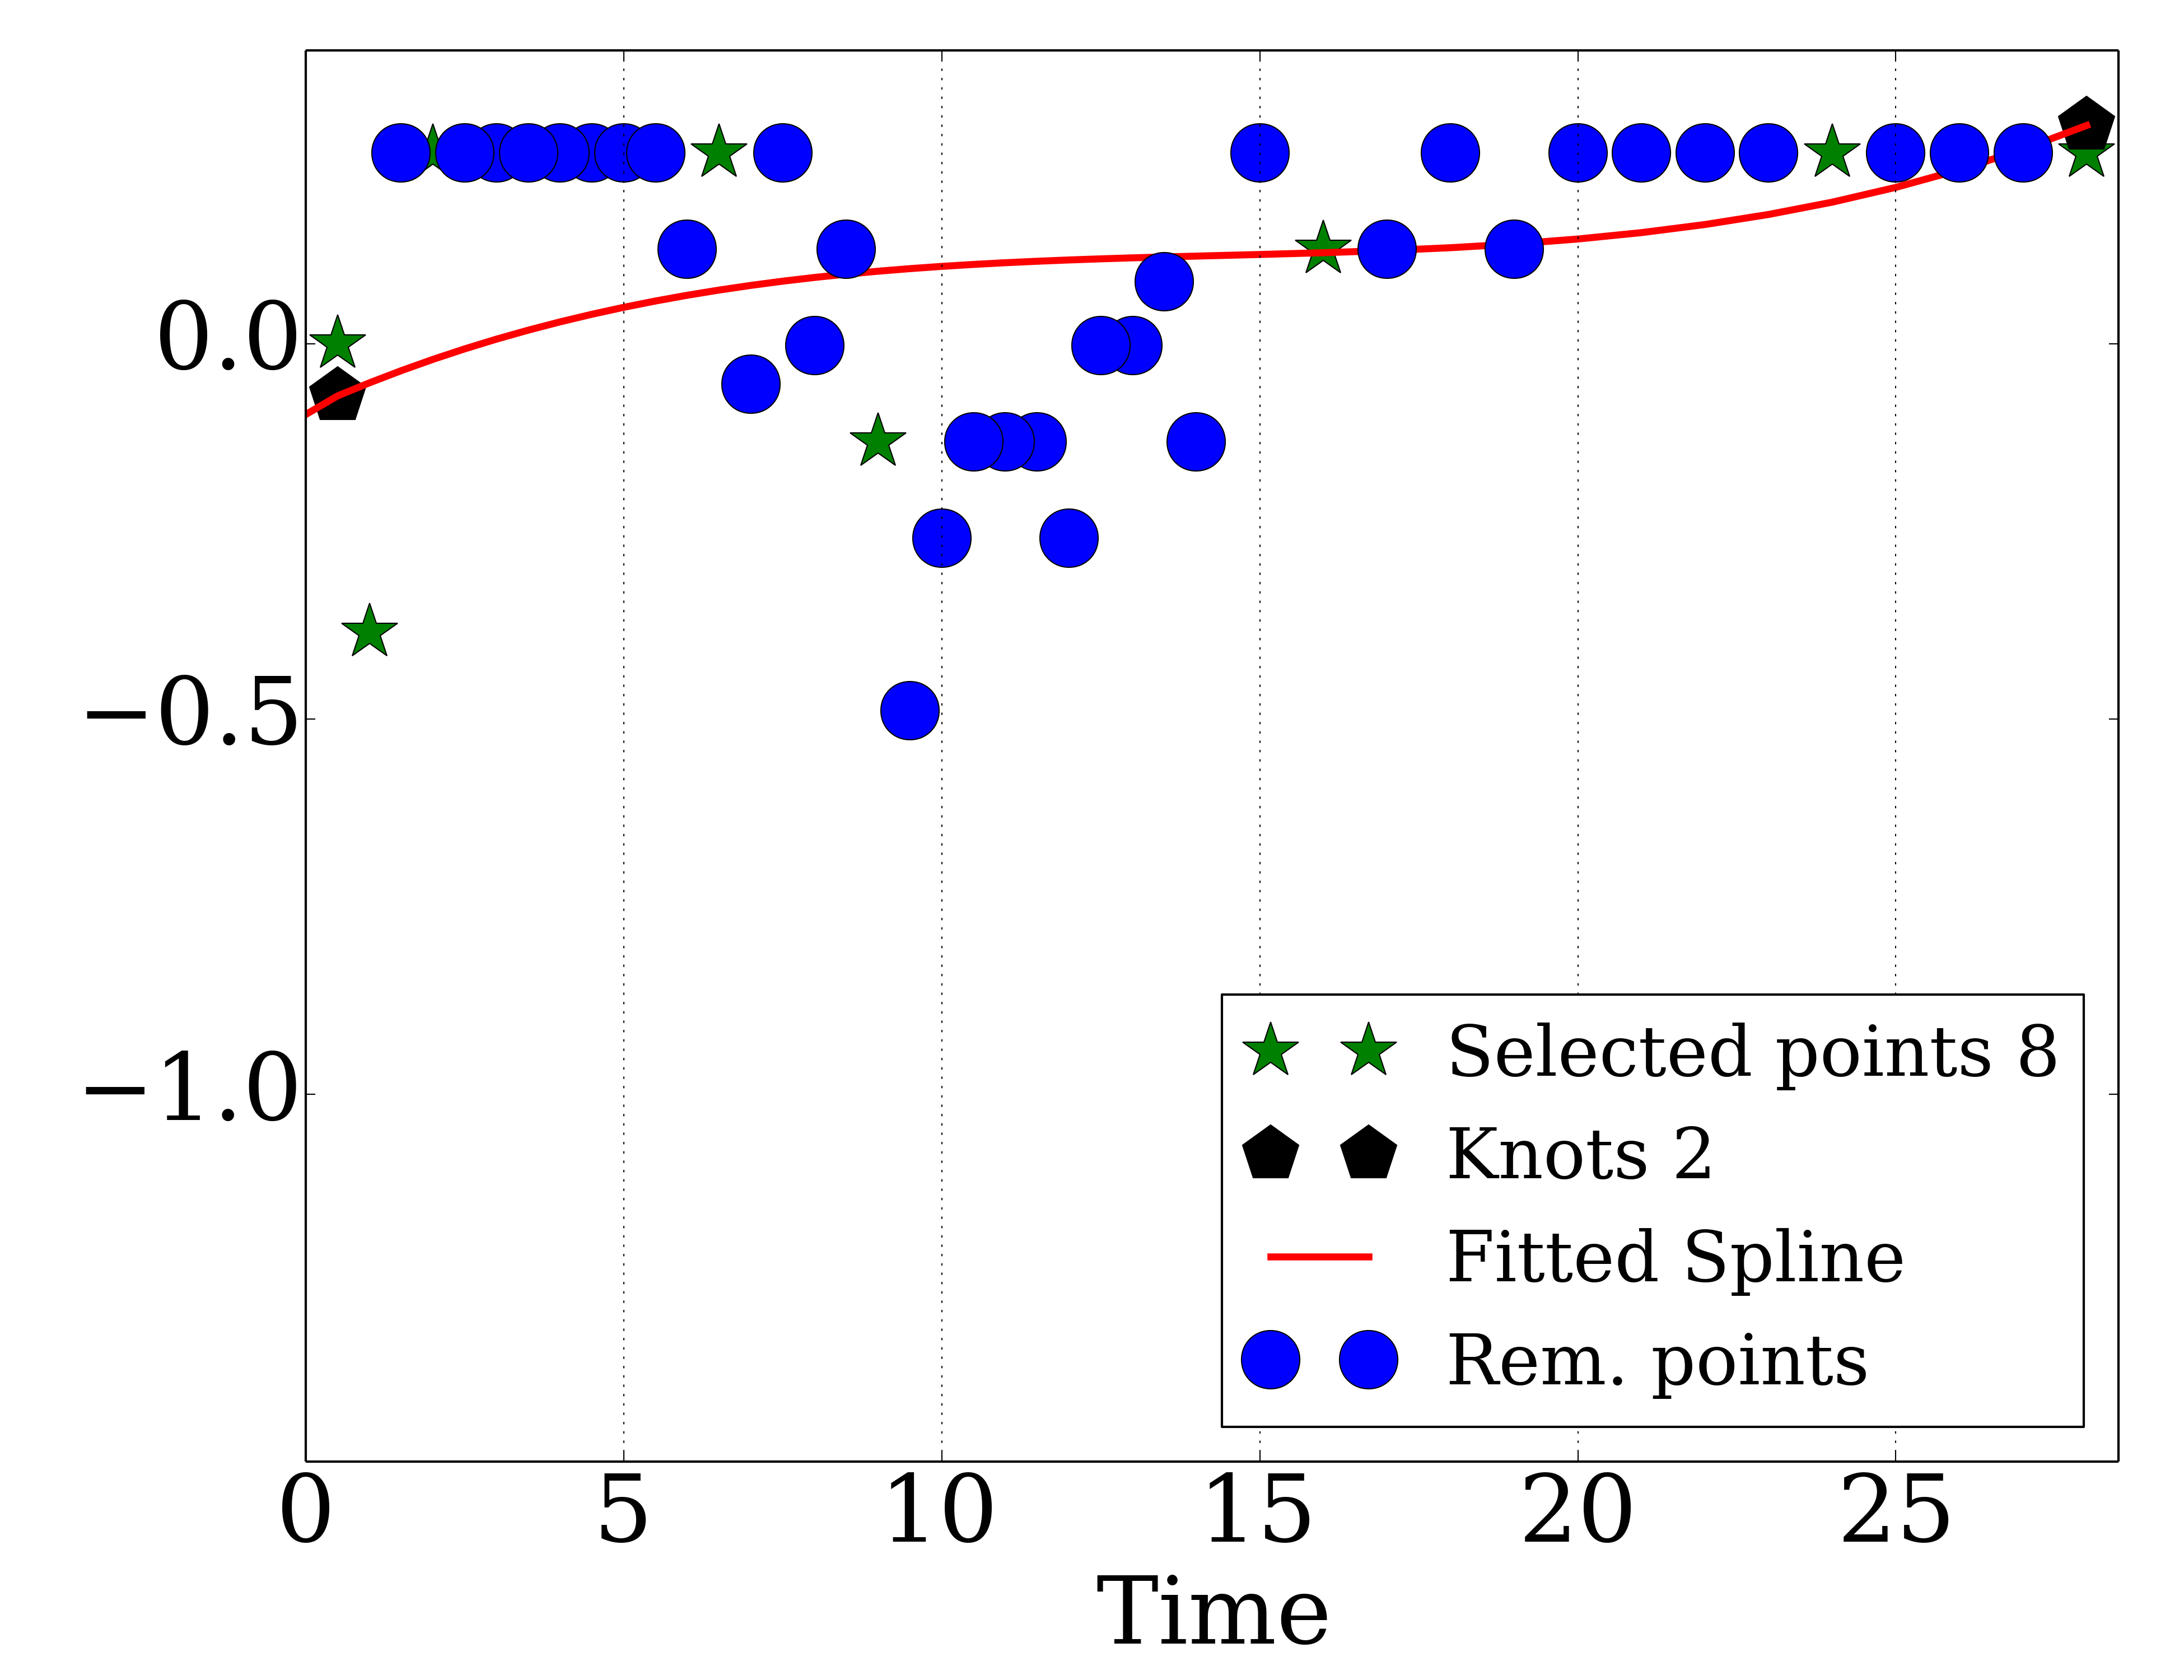 0.0
−0.5
−1.0
Selected points 8
Knots 2
Fitted Spline
Rem. points
0 5 10 15 20 25
Time